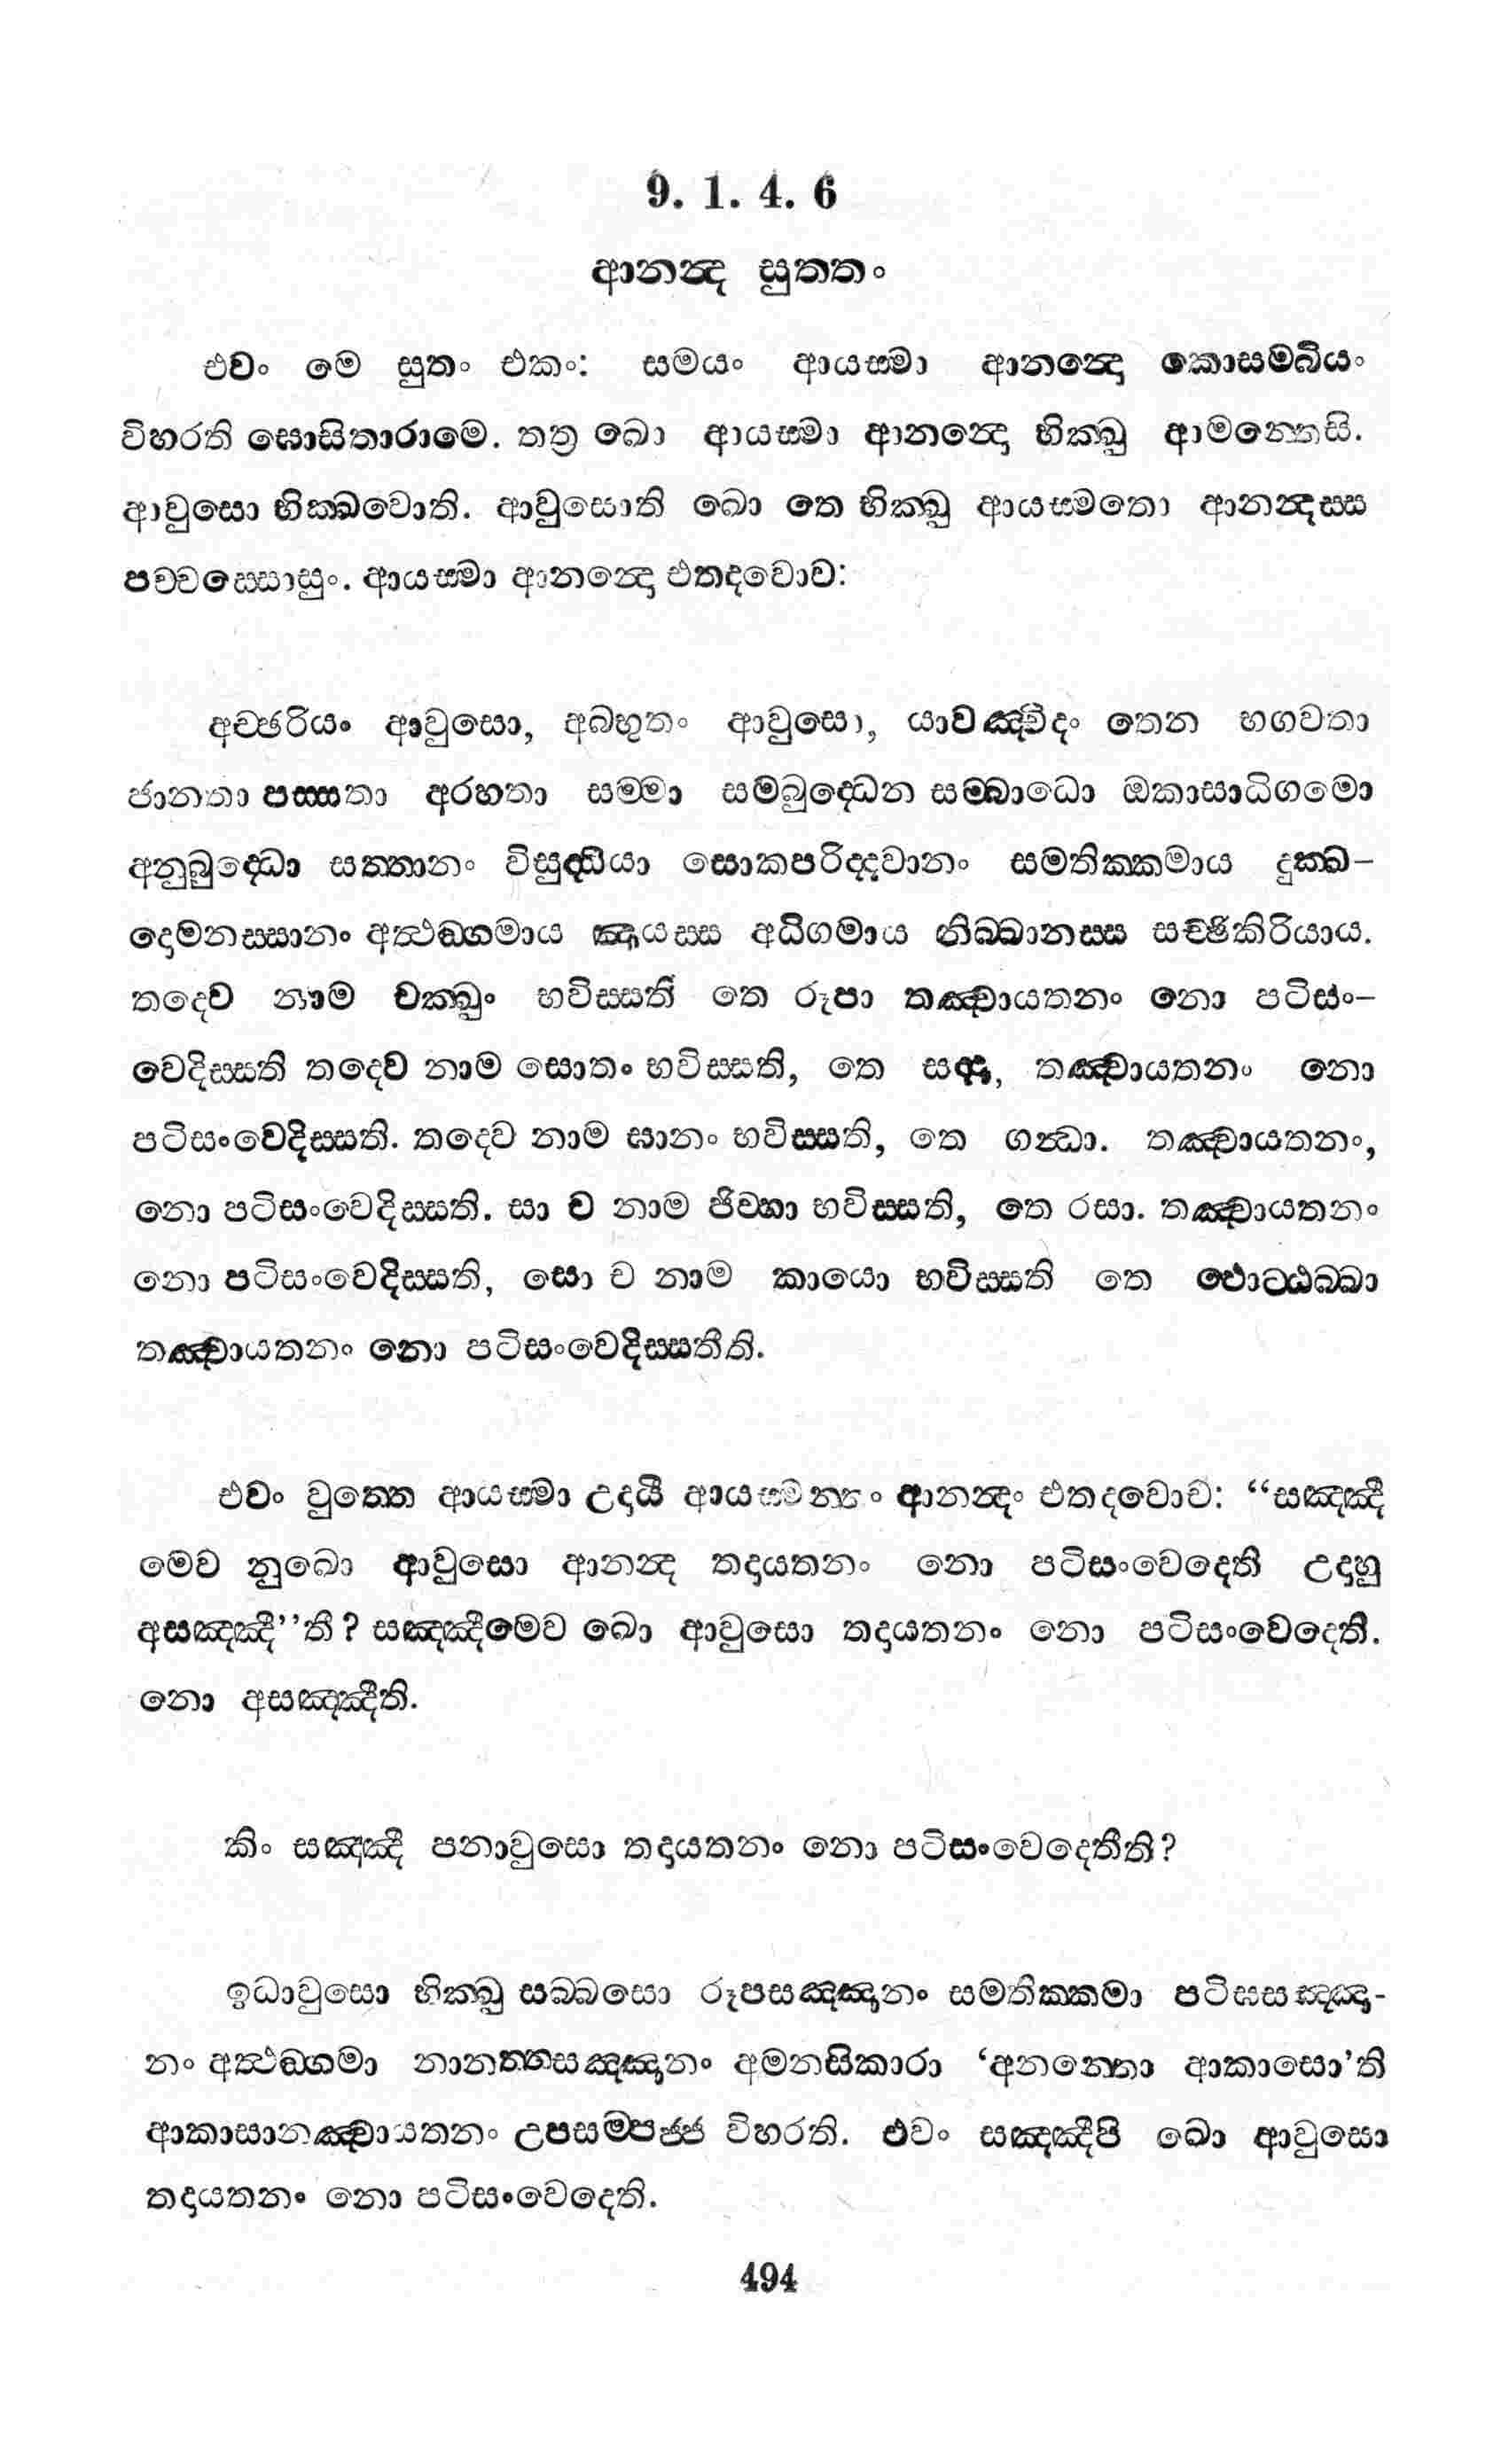 9. 1. 4. 6
ආනන්‍ද සුතතං
එවං මෙ සුතං එකං: සමයං ආයස්මා ආනන්‍දො කොසමබියං
විහරති ඝොසිතාරාමෙ. තත්‍ර ඛො ආයස්මා ආනන්‍දො භික්ඛු ආමන්තෙසි.
ආවුසො භික්ඛවොති. ආවුසොති ඛො තෙ භික්ඛු ආයස්මතො ආනන්‍දස්ස
පච්චස්සොසුං. ආයස්මා ආනන්‍දො එතදවොච:
අච්ඡරියං ආවුසො, අබභුතං ආවුසො, යාවඤ්චිදං තෙන භගවතා
ජානතා පස්සතා අරහතා සම්මා සම්බුද්ධෙන සම්බාධො ඔකාසාධිගමො
අනුබුද්ධො සත්තානං විසුද්ධියා සොකපරිද්දවානං සමතික්කමාය දුක්ඛ-
දොමනස්සානං අත්‍ථඞ්ගමාය ඤායස්ස අධිගමාය නිබ්බානස්ස සච්ඡිකිරියාය.
තදෙව නාම චක්ඛුං භවිස්සති තෙ රූපා තඤ්චායතනං නො පටිසං-
වෙදිස්සති තදෙව නාම සොතං භවිස්සති, තෙ සද්දා, තඤ්චායතනං නො
පටිසංවෙදිස්සති. තදෙව නාම ඝානං භවිස්සති, තෙ ගන්‍ධා. තඤ්චායතනං,
නො පටිසංවෙදිස්සති. සා ච නාම ජිව්හා භවිස්සති, තෙ රසා. තඤ්චායතනං
නො පටිසංවෙදිස්සති, සො ච නාම කායො භවිස්සති තෙ ඵොට්ඨබ්බා
තඤ්චායතනං නො පටිසංවෙදිස්සතීති.
එවං වුත්තෙ ආයස්මා උදායී ආයස්මන්තං ආනන්‍දං එතදවොච: “සඤ්ඤී
මෙව නුඛො ආවුසො ආනන්‍ද තදායතනං නො පටිසංවෙදෙති උදාහු
අසඤ්ඤී”ති? සඤ්ඤීමෙව ඛො ආවුසො තදායතනං නො පටිසංවෙදෙති.
නො අසඤ්ඤීති.
කිං සඤ්ඤී පනාවුසො තදායතනං නො පටිසංවෙදෙතීති?
ඉධාවුසො භික්ඛු සබ්බසො රූපසඤ්ඤානං සමතික්කමා පටිඝසඤ්ඤා-
නං අත්‍ථඞ්ගමා නානත්තසඤ්ඤානං අමනසිකාරා ‘අනන්තො ආකාසො’ති
ආකාසානඤ්චායතනං උපසම්පජ්ජ විහරති. එවං සඤ්ඤීපි ඛො ආවුසො
තදායතනං නො පටිසංවෙදෙති.
494